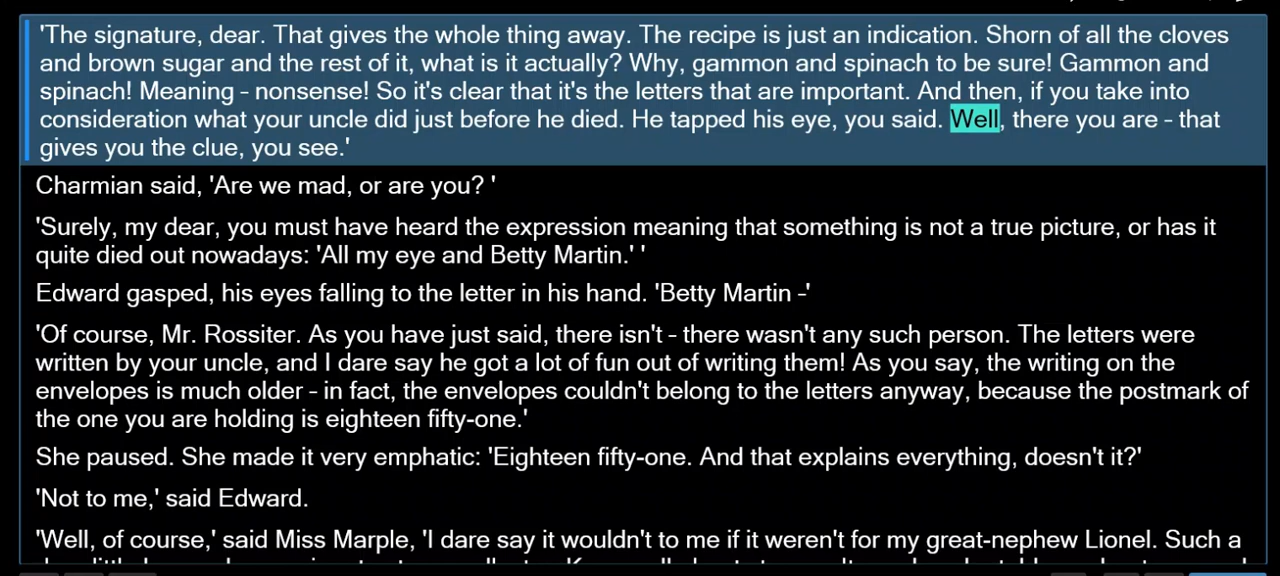 'The signature, dear. That gives the whole thing away. The recipe is just an indication. Shorn of all the cloves
and brown sugar and the rest of it, what is it actually? Why, gammon and spinach to be sure! Gammon and
spinach! Meaning - nonsense! So it's clear that it's the letters that are important. And then, if you take into
consideration what your uncle did just before he died. He tapped his eye, you said. Well, there you are - that
gives you the clue, you see.'
Charmian said, 'Are we mad, or are you? '
'Surely, my dear, you must have heard the expression meaning that something is not a true picture, or has it
quite died out nowadays: 'All my eye and Betty Martin.' '
Edward gasped, his eyes falling to the letter in his hand. 'Betty Martin -'
'Of course, Mr. Rossiter. As you have just said, there isn't - there wasn't any such person. The letters were
written by your uncle, and I dare say he got a lot of fun out of writing them! As you say, the writing on the
envelopes is much older - in fact, the envelopes couldn't belong to the letters anyway, because the postmark of
the one you are holding is eighteen fifty-one.'
She paused. She made it very emphatic: 'Eighteen fifty-one. And that explains everything, doesn't it?'
'Not to me,' said Edward.
'Well, of course,' said Miss Marple, 'I dare say it wouldn't to me if it weren't for my great-nephew Lionel. Such a